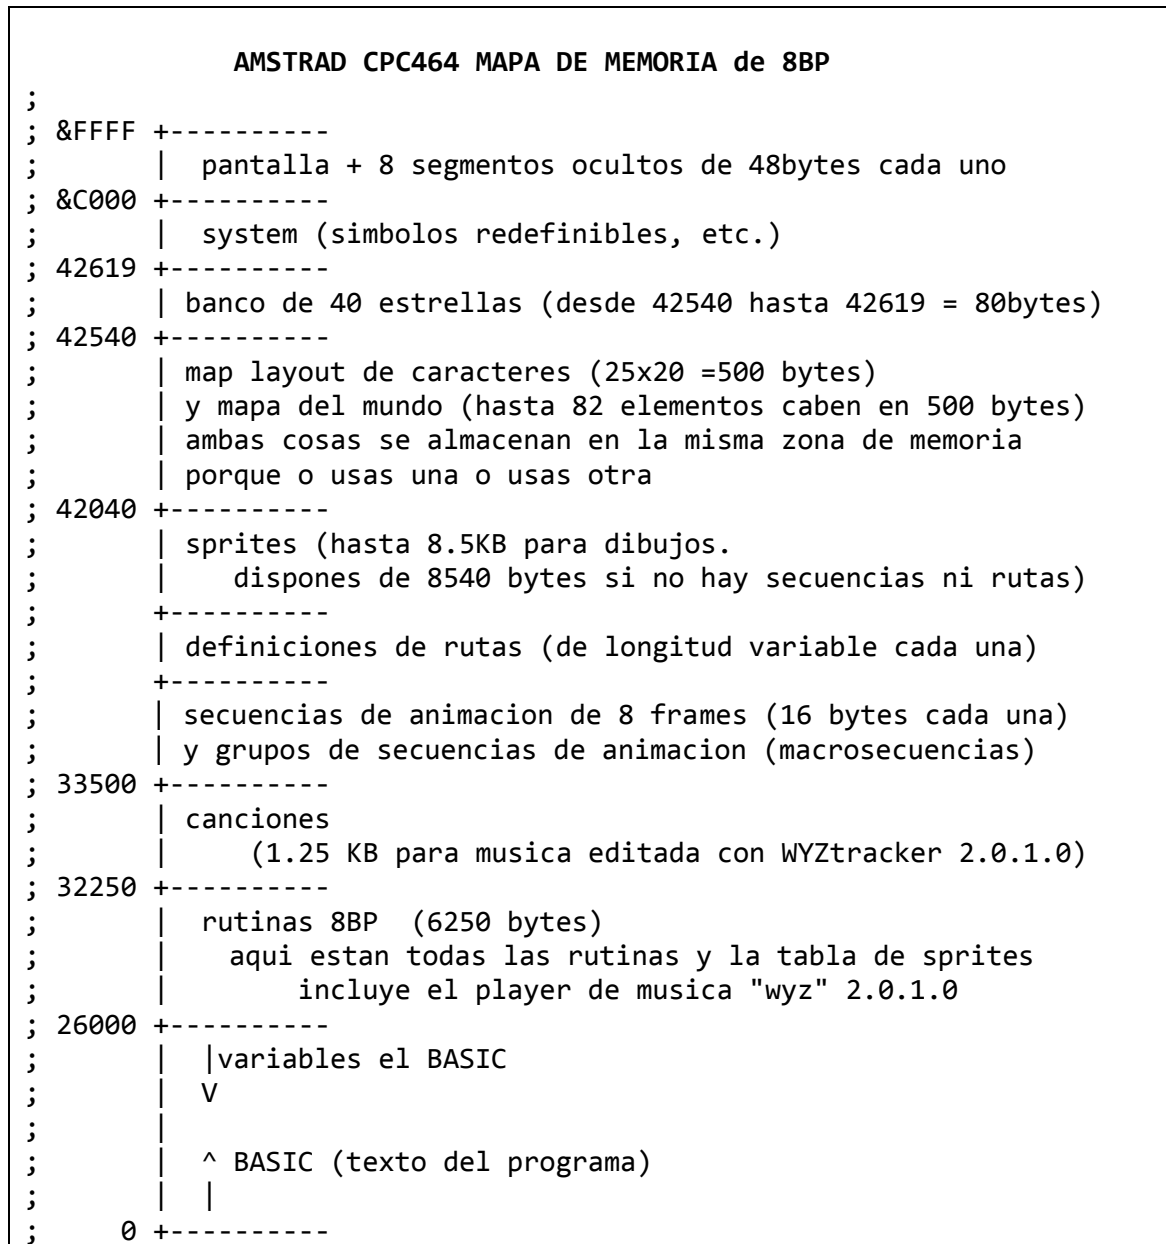 AMSTRAD CPC464 MAPA DE MEMORIA de 8BP
;
; &FFFF +----------
;       |  pantalla + 8 segmentos ocultos de 48bytes cada uno
; &C000 +----------
;       |  system (simbolos redefinibles, etc.)
; 42619 +----------
;       | banco de 40 estrellas (desde 42540 hasta 42619 = 80bytes)
; 42540 +----------
;       | map layout de caracteres (25x20 =500 bytes)
;       | y mapa del mundo (hasta 82 elementos caben en 500 bytes)
;       | ambas cosas se almacenan en la misma zona de memoria
;       | porque o usas una o usas otra
; 42040 +----------
;       | sprites (hasta 8.5KB para dibujos.
;       |    dispones de 8540 bytes si no hay secuencias ni rutas)
;       +----------
;       | definiciones de rutas (de longitud variable cada una)
;       +----------
;       | secuencias de animacion de 8 frames (16 bytes cada una)
;       | y grupos de secuencias de animacion (macrosecuencias)
; 33500 +----------
;       | canciones
;       |     (1.25 KB para musica editada con WYZtracker 2.0.1.0)
; 32250 +----------
;       |  rutinas 8BP  (6250 bytes)
;       |    aqui estan todas las rutinas y la tabla de sprites
;       |        incluye el player de musica "wyz" 2.0.1.0
; 26000 +----------
;       |  |variables el BASIC
;       |  V
;       |
;       |  ^ BASIC (texto del programa)
;       |  |
;     0 +----------